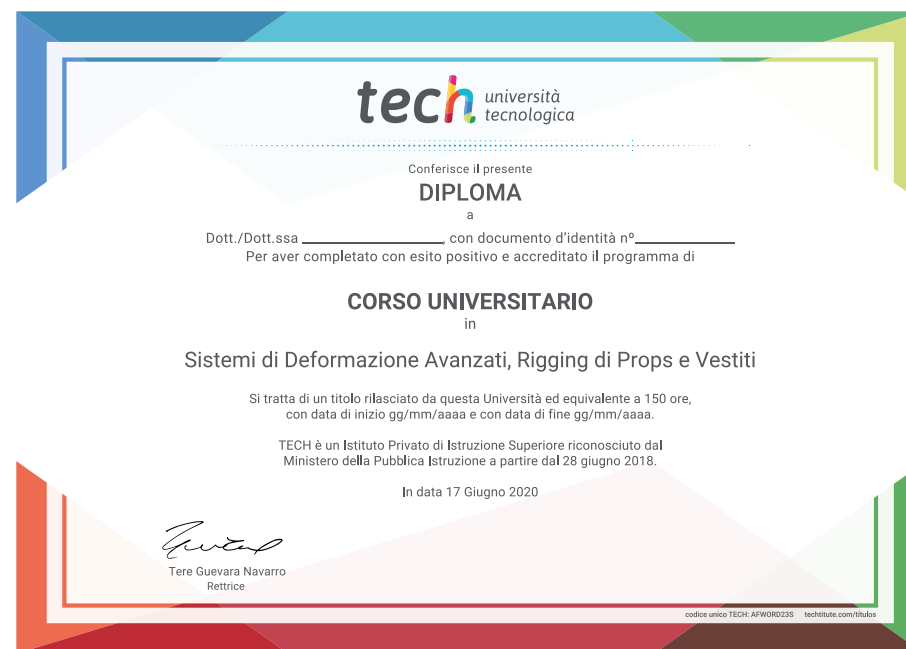 tech università
tecnologica
Conferisce il presente
DIPLOMA
a
Dott./Dott.ssa ____________________, con documento d'identità nº______________
Per aver completato con esito positivo e accreditato il programma di
CORSO UNIVERSITARIO
in
Sistemi di Deformazione Avanzati, Rigging di Props e Vestiti
Si tratta di un titolo rilasciato da questa Università ed equivalente a 150 ore,
con data di inizio gg/mm/aaaa e con data di fine gg/mm/aaaa.
TECH è un Istituto Privato di Istruzione Superiore riconosciuto dal
Ministero della Pubblica Istruzione a partire dal 28 giugno 2018.
In data 17 Giugno 2020
Tere Guevara Navarro
Rettrice
codice unico TECH: AFWORD23S techtitute.com/titulos